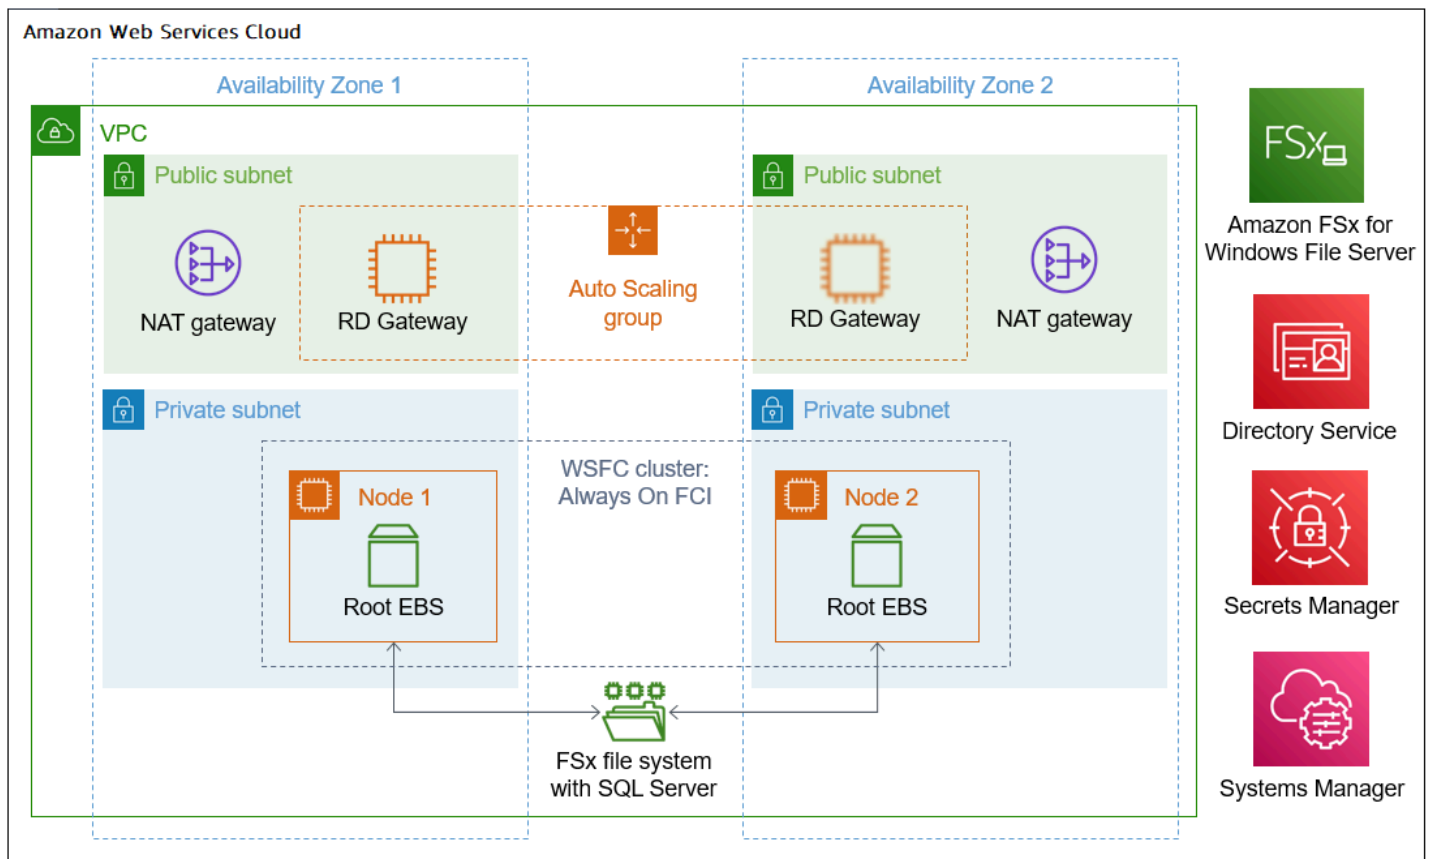 Amazon Web Services Cloud
Availability Zone 1
Availability Zone 2
VPC
Public subnet
Public subnet
NAT gateway
RD Gateway
Auto Scaling
group
RD Gateway
NAT gateway
Private subnet
Private subnet
WSFC cluster:
Always On FCI
Node 1
Root EBS
Node 2
Root EBS
FSx file system
with SQL Server
FSx
Amazon FSx for
Windows File Server
Directory Service
Secrets Manager
Systems Manager